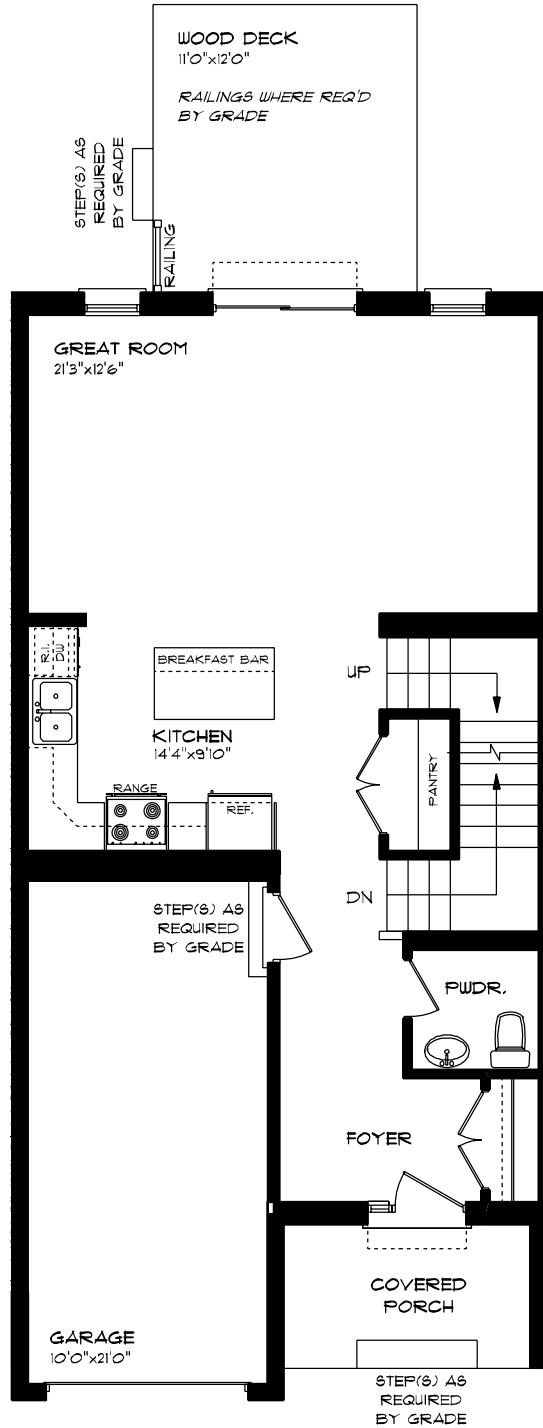 WOOD DECK
11'0"x12'0"
RAILINGS WHERE REQ'D
BY GRADE
STEP(S) AS
REQUIRED
BY GRADE
RAILING
GREAT ROOM
21'3"x12'6"
R.I.
DW
BREAKFAST BAR
UP
KITCHEN
14'4"x9'10"
PANTRY
RANGE
REF.
DN
STEP(S) AS
REQUIRED
BY GRADE
PWDR.
FOYER
COVERED
PORCH
GARAGE
10'0"x21'0"
STEP(S) AS
REQUIRED
BY GRADE